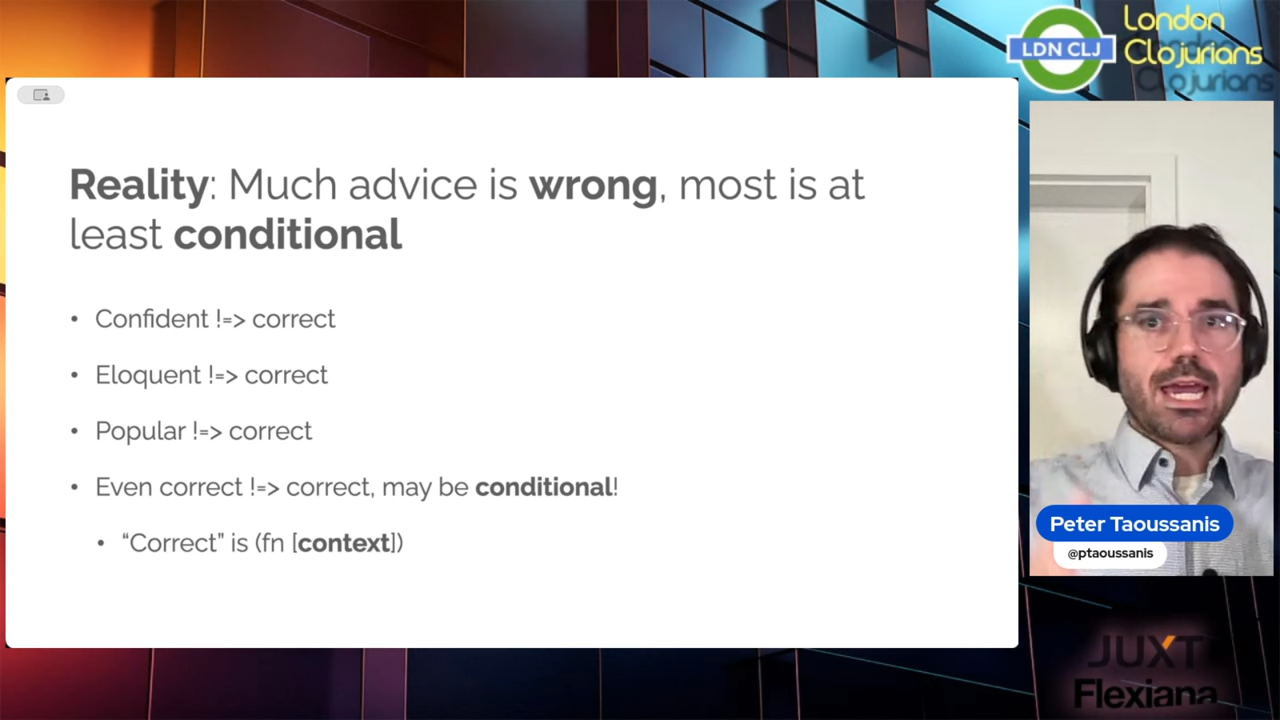 LDN CLJ
London
Clojurians
Clojurians
Reality: Much advice is wrong, most is at
least conditional
• Confident !=> correct
• Eloquent !=> correct
• Popular !=> correct
• Even correct !=> correct, may be conditional!
• “Correct” is (fn [context])
Peter Taoussanis
@ptaoussanis
JUXT
Flexiana